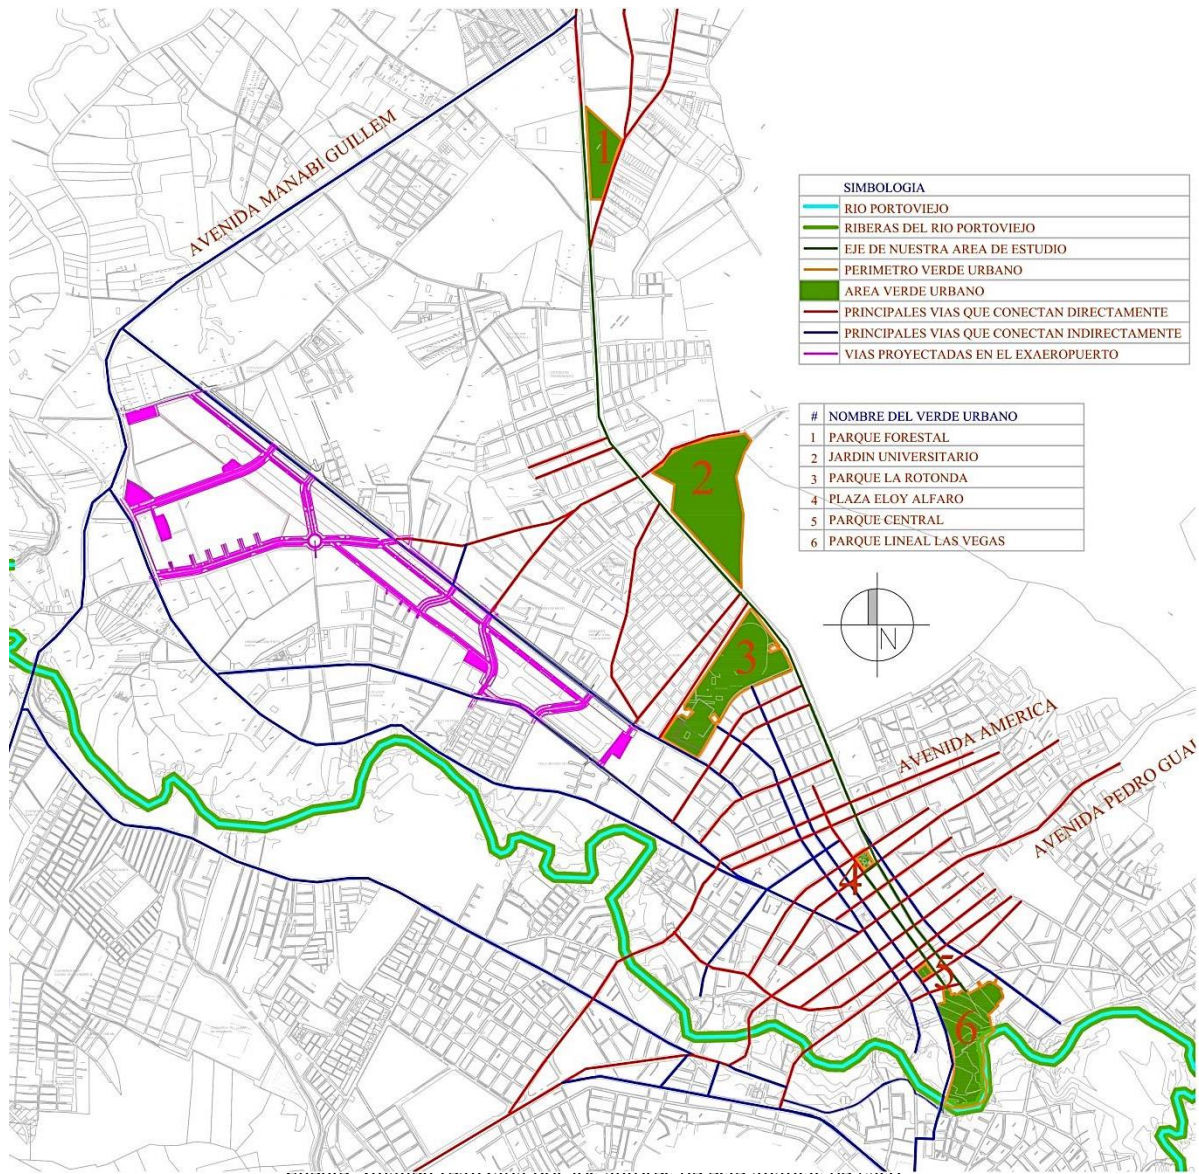 AVENIDA MANABI GUILLEM
1
SIMBOLOGIA
RIO PORTOVIEJO
RIBERAS DEL RIO PORTOVIEJO
EJE DE NUESTRA AREA DE ESTUDIO
PERIMETRO VERDE URBANO
AREA VERDE URBANO
PRINCIPALES VIAS QUE CONECTAN DIRECTAMENTE
PRINCIPALES VIAS QUE CONECTAN INDIRECTAMENTE
VIAS PROYECTADAS EN EL EXAEROPUERTO
# NOMBRE DEL VERDE URBANO
1 PARQUE FORESTAL
2 JARDIN UNIVERSITARIO
3 PARQUE LA ROTONDA
4 PLAZA ELOY ALFARO
5 PARQUE CENTRAL
6 PARQUE LINEAL LAS VEGAS
2
N
3
AVENIDA AMERICA
AVENIDA PEDRO GUAL
4
5
6